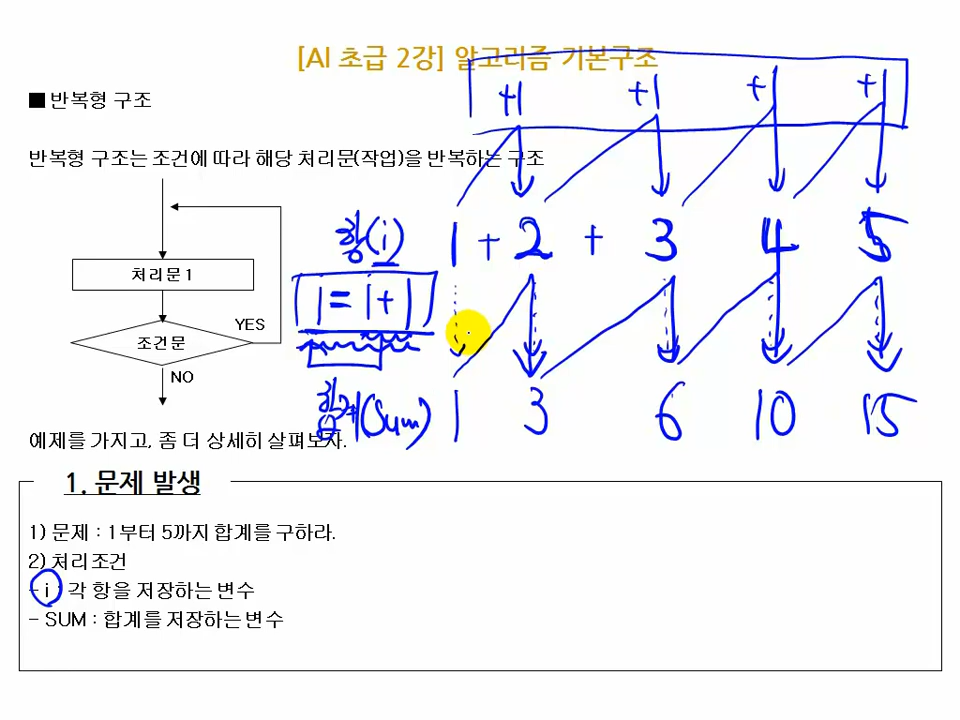 [AI 초급 2강] 알고리즘 기본구조
+1 +1 +1 +1
■ 반복형 구조
반복형 구조는 조건에 따라 해당 처리문(작업)을 반복하는 구조
항(i) 1 + 2 + 3 4 5
처리문1
i = i + 1
YES
조건문
NO
합계(Sum) 1 3 6 10 15
예제를 가지고, 좀 더 상세히 살펴보자.
1. 문제 발생
1) 문제 : 1부터 5까지 합계를 구하라.
2) 처리조건
- i : 각 항을 저장하는 변수
- SUM : 합계를 저장하는 변수